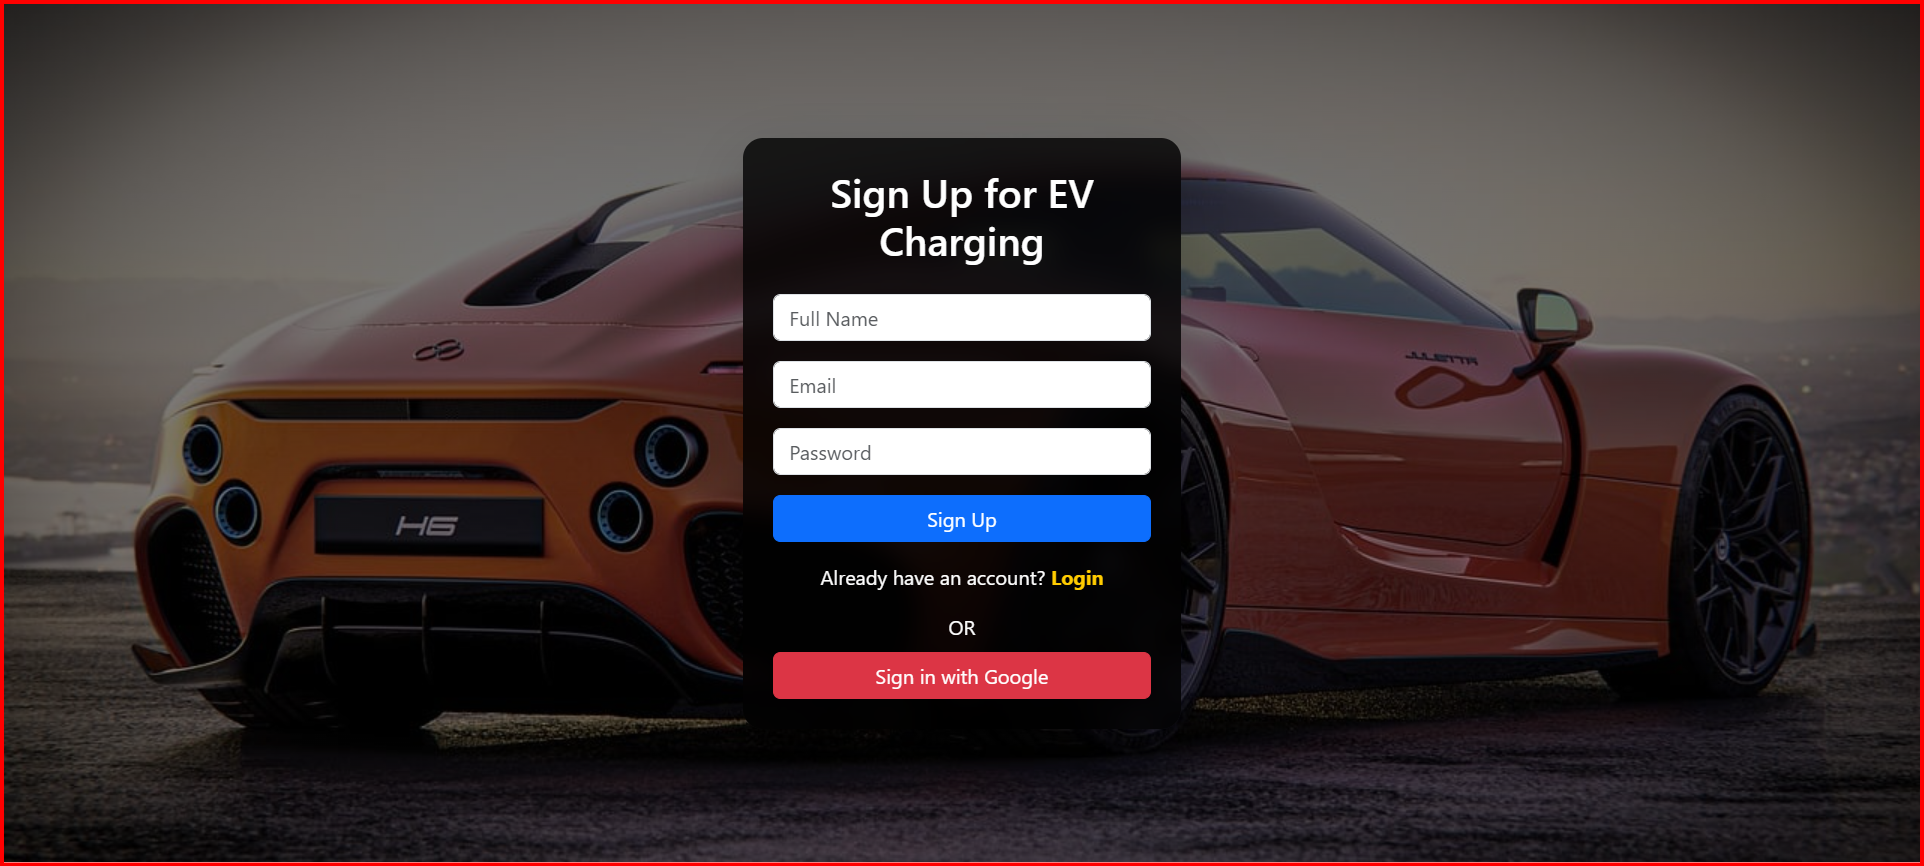 Sign Up for EV
Charging
Full Name
Email
Password
Sign Up
Already have an account? Login
OR
Sign in with Google
JULETTA
H6